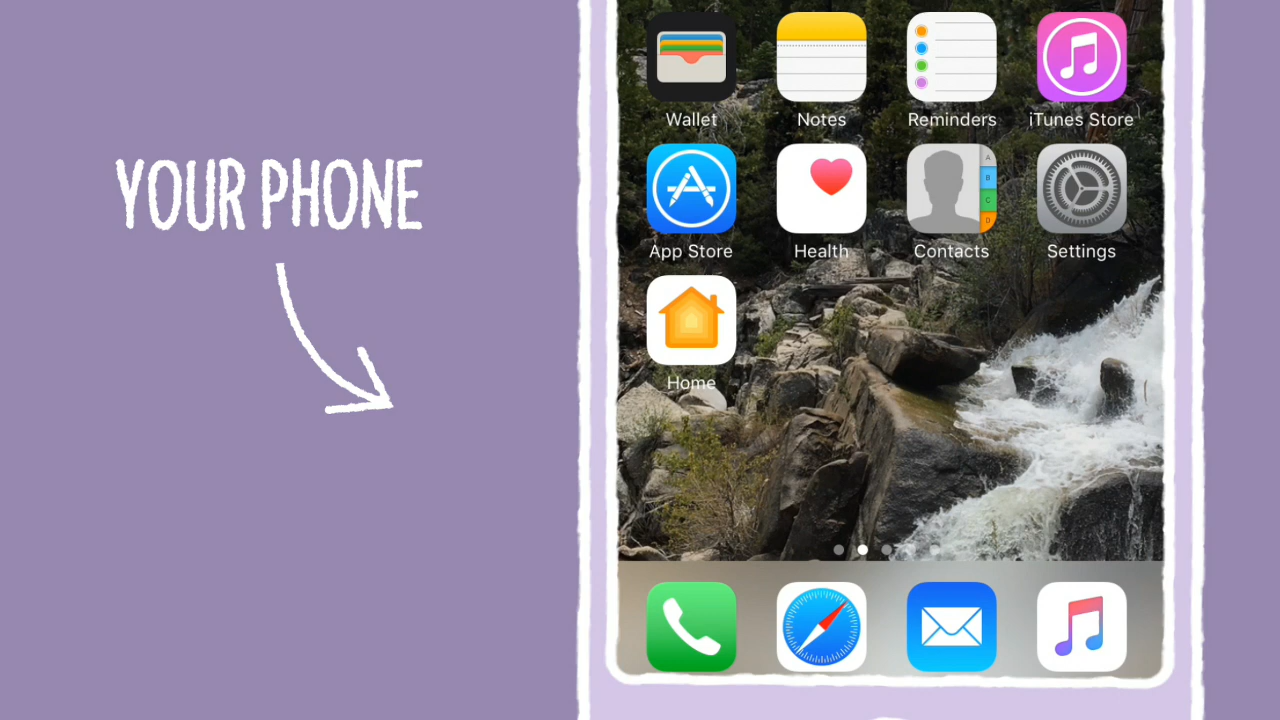 YOUR PHONE
Wallet Notes Reminders iTunes Store
A
B
C
D
App Store Health Contacts Settings
Home